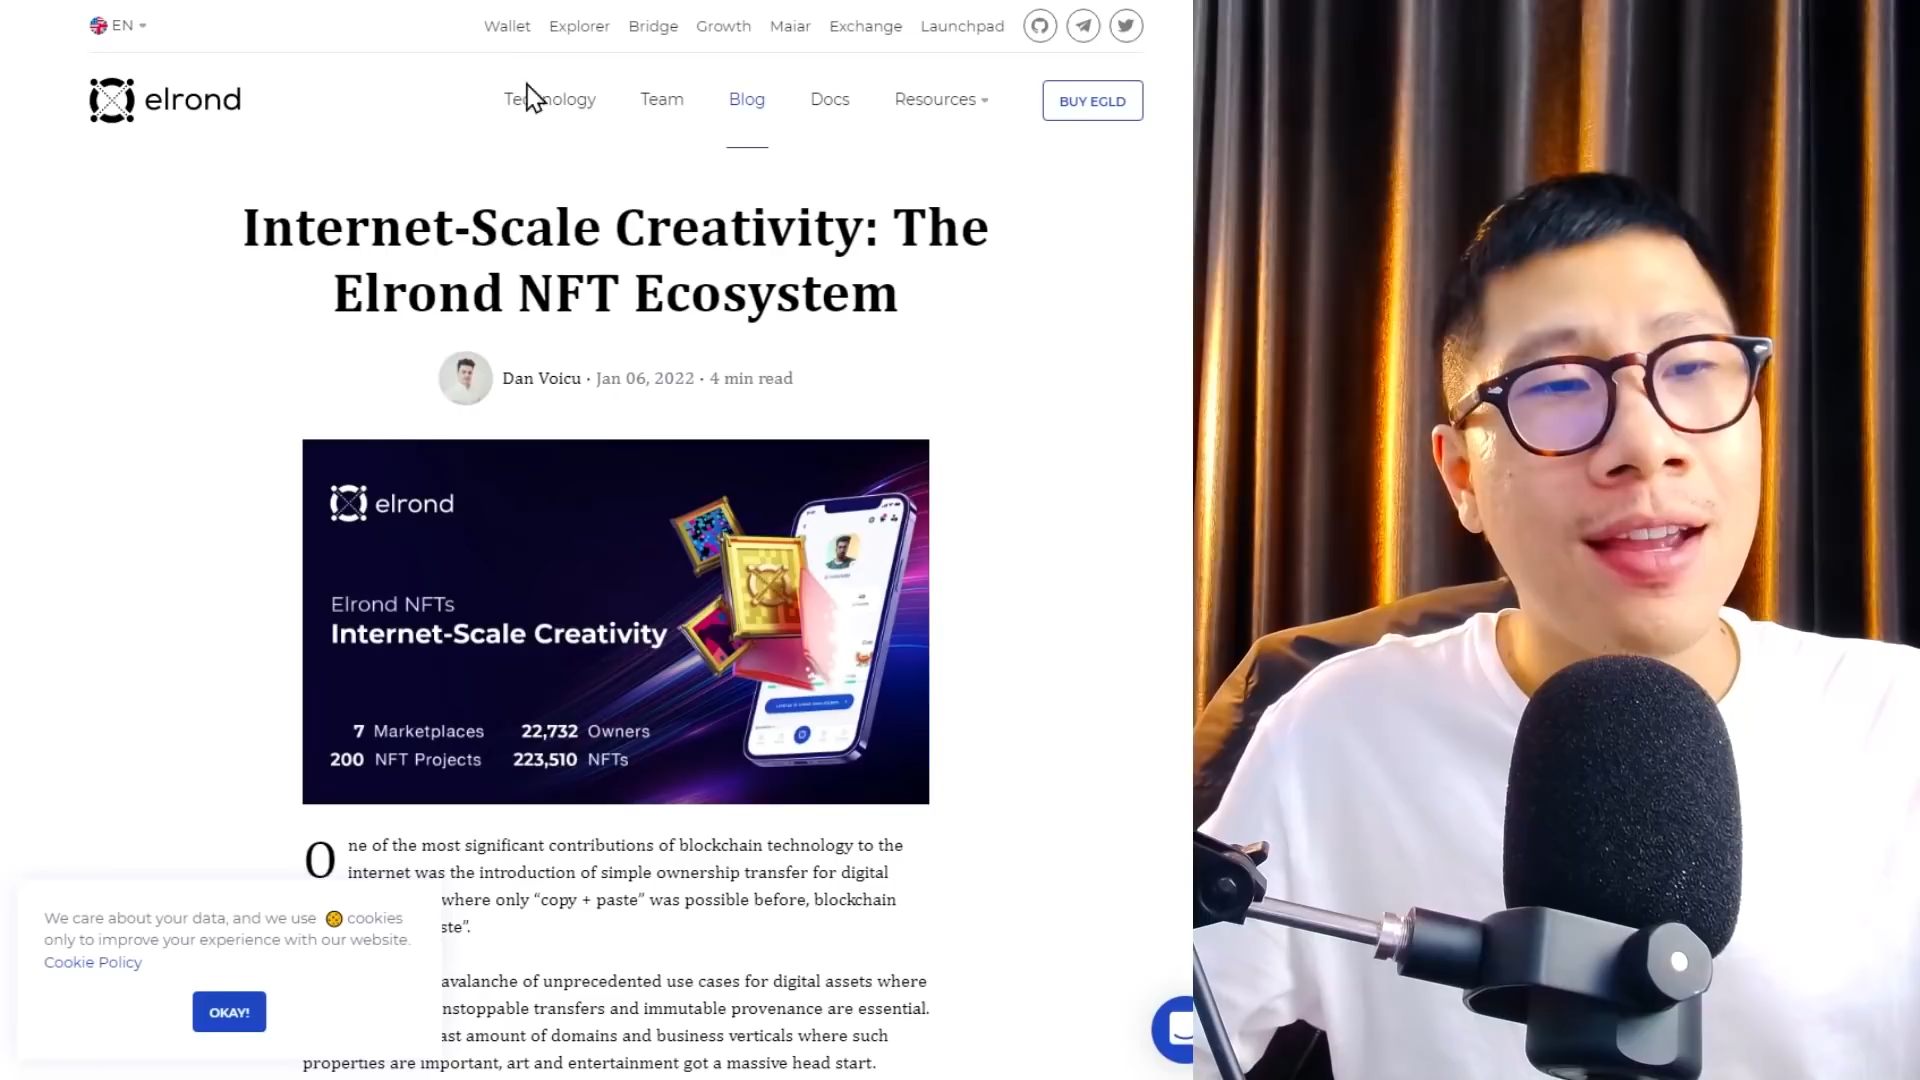 EN
Wallet Explorer Bridge Growth Maiar Exchange Launchpad
elrond
Technology Team Blog Docs Resources
BUY EGLD
Internet-Scale Creativity: The
Elrond NFT Ecosystem
Dan Voicu · Jan 06, 2022 · 4 min read
elrond
Elrond NFTs
Internet-Scale Creativity
7 Marketplaces 22,732 Owners
200 NFT Projects 223,510 NFTs
One of the most significant contributions of blockchain technology to the
internet was the introduction of simple ownership transfer for digital
where only “copy + paste” was possible before, blockchain
ste”.
avalanche of unprecedented use cases for digital assets where
nstoppable transfers and immutable provenance are essential.
ast amount of domains and business verticals where such
properties are important, art and entertainment got a massive head start.
We care about your data, and we use cookies
only to improve your experience with our website.
Cookie Policy
OKAY!